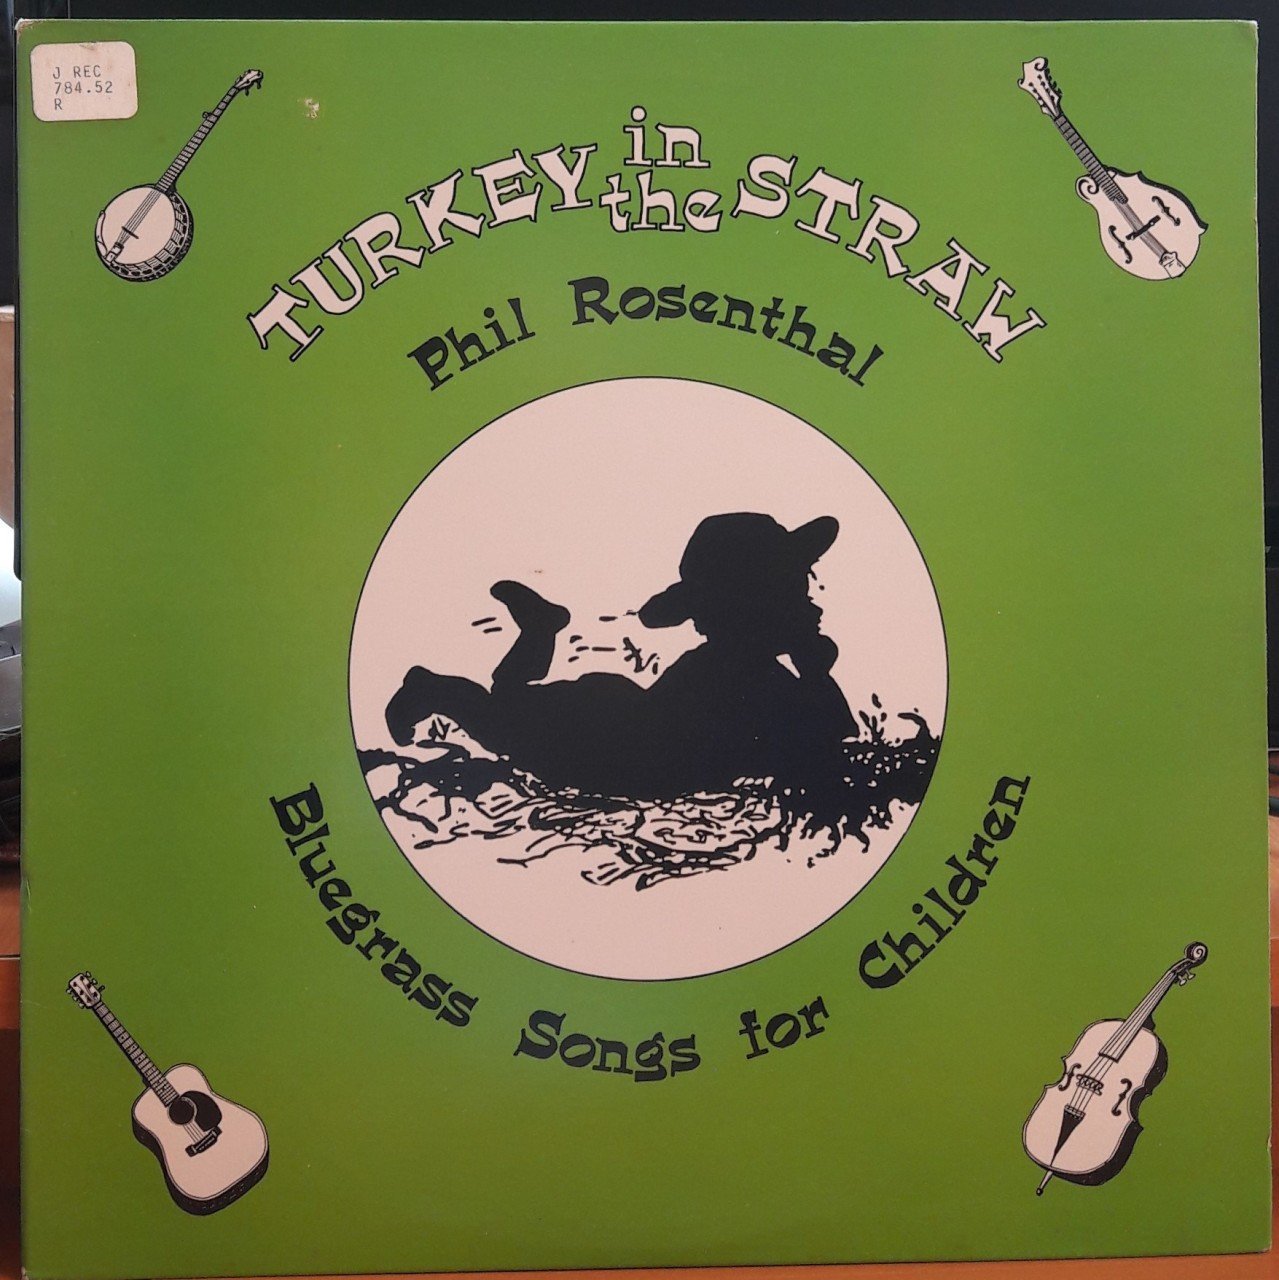 J REC
784.52
R
TURKEY in the STRAW
Phil Rosenthal
Bluegrass Songs for Children